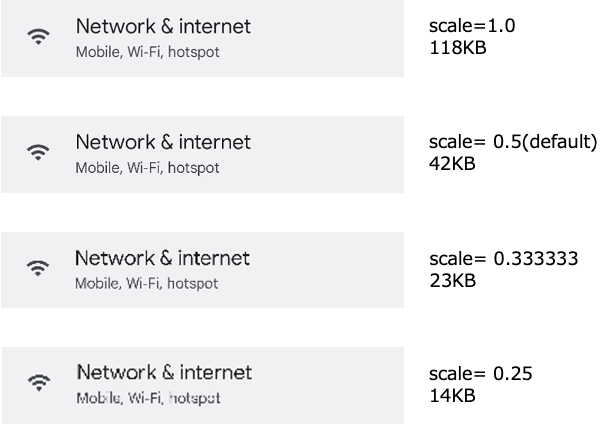 Network & internet
Mobile, Wi-Fi, hotspot
scale=1.0
118KB
Network & internet
Mobile, Wi-Fi, hotspot
scale= 0.5(default)
42KB
Network & internet
Mobile, Wi-Fi, hotspot
scale= 0.333333
23KB
Network & internet
Mobile, Wi-Fi, hotspot
scale= 0.25
14KB